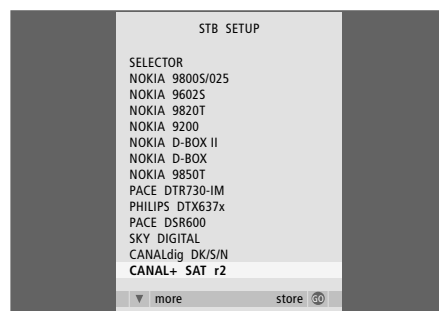 STB SETUP
SELECTOR
NOKIA 9800S/025
NOKIA 9602S
NOKIA 9820T
NOKIA 9200
NOKIA D-BOX II
NOKIA D-BOX
NOKIA 9850T
PACE DTR730-IM
PHILIPS DTX637x
PACE DSR600
SKY DIGITAL
CANALdig DK/S/N
CANAL+ SAT r2
more store GO